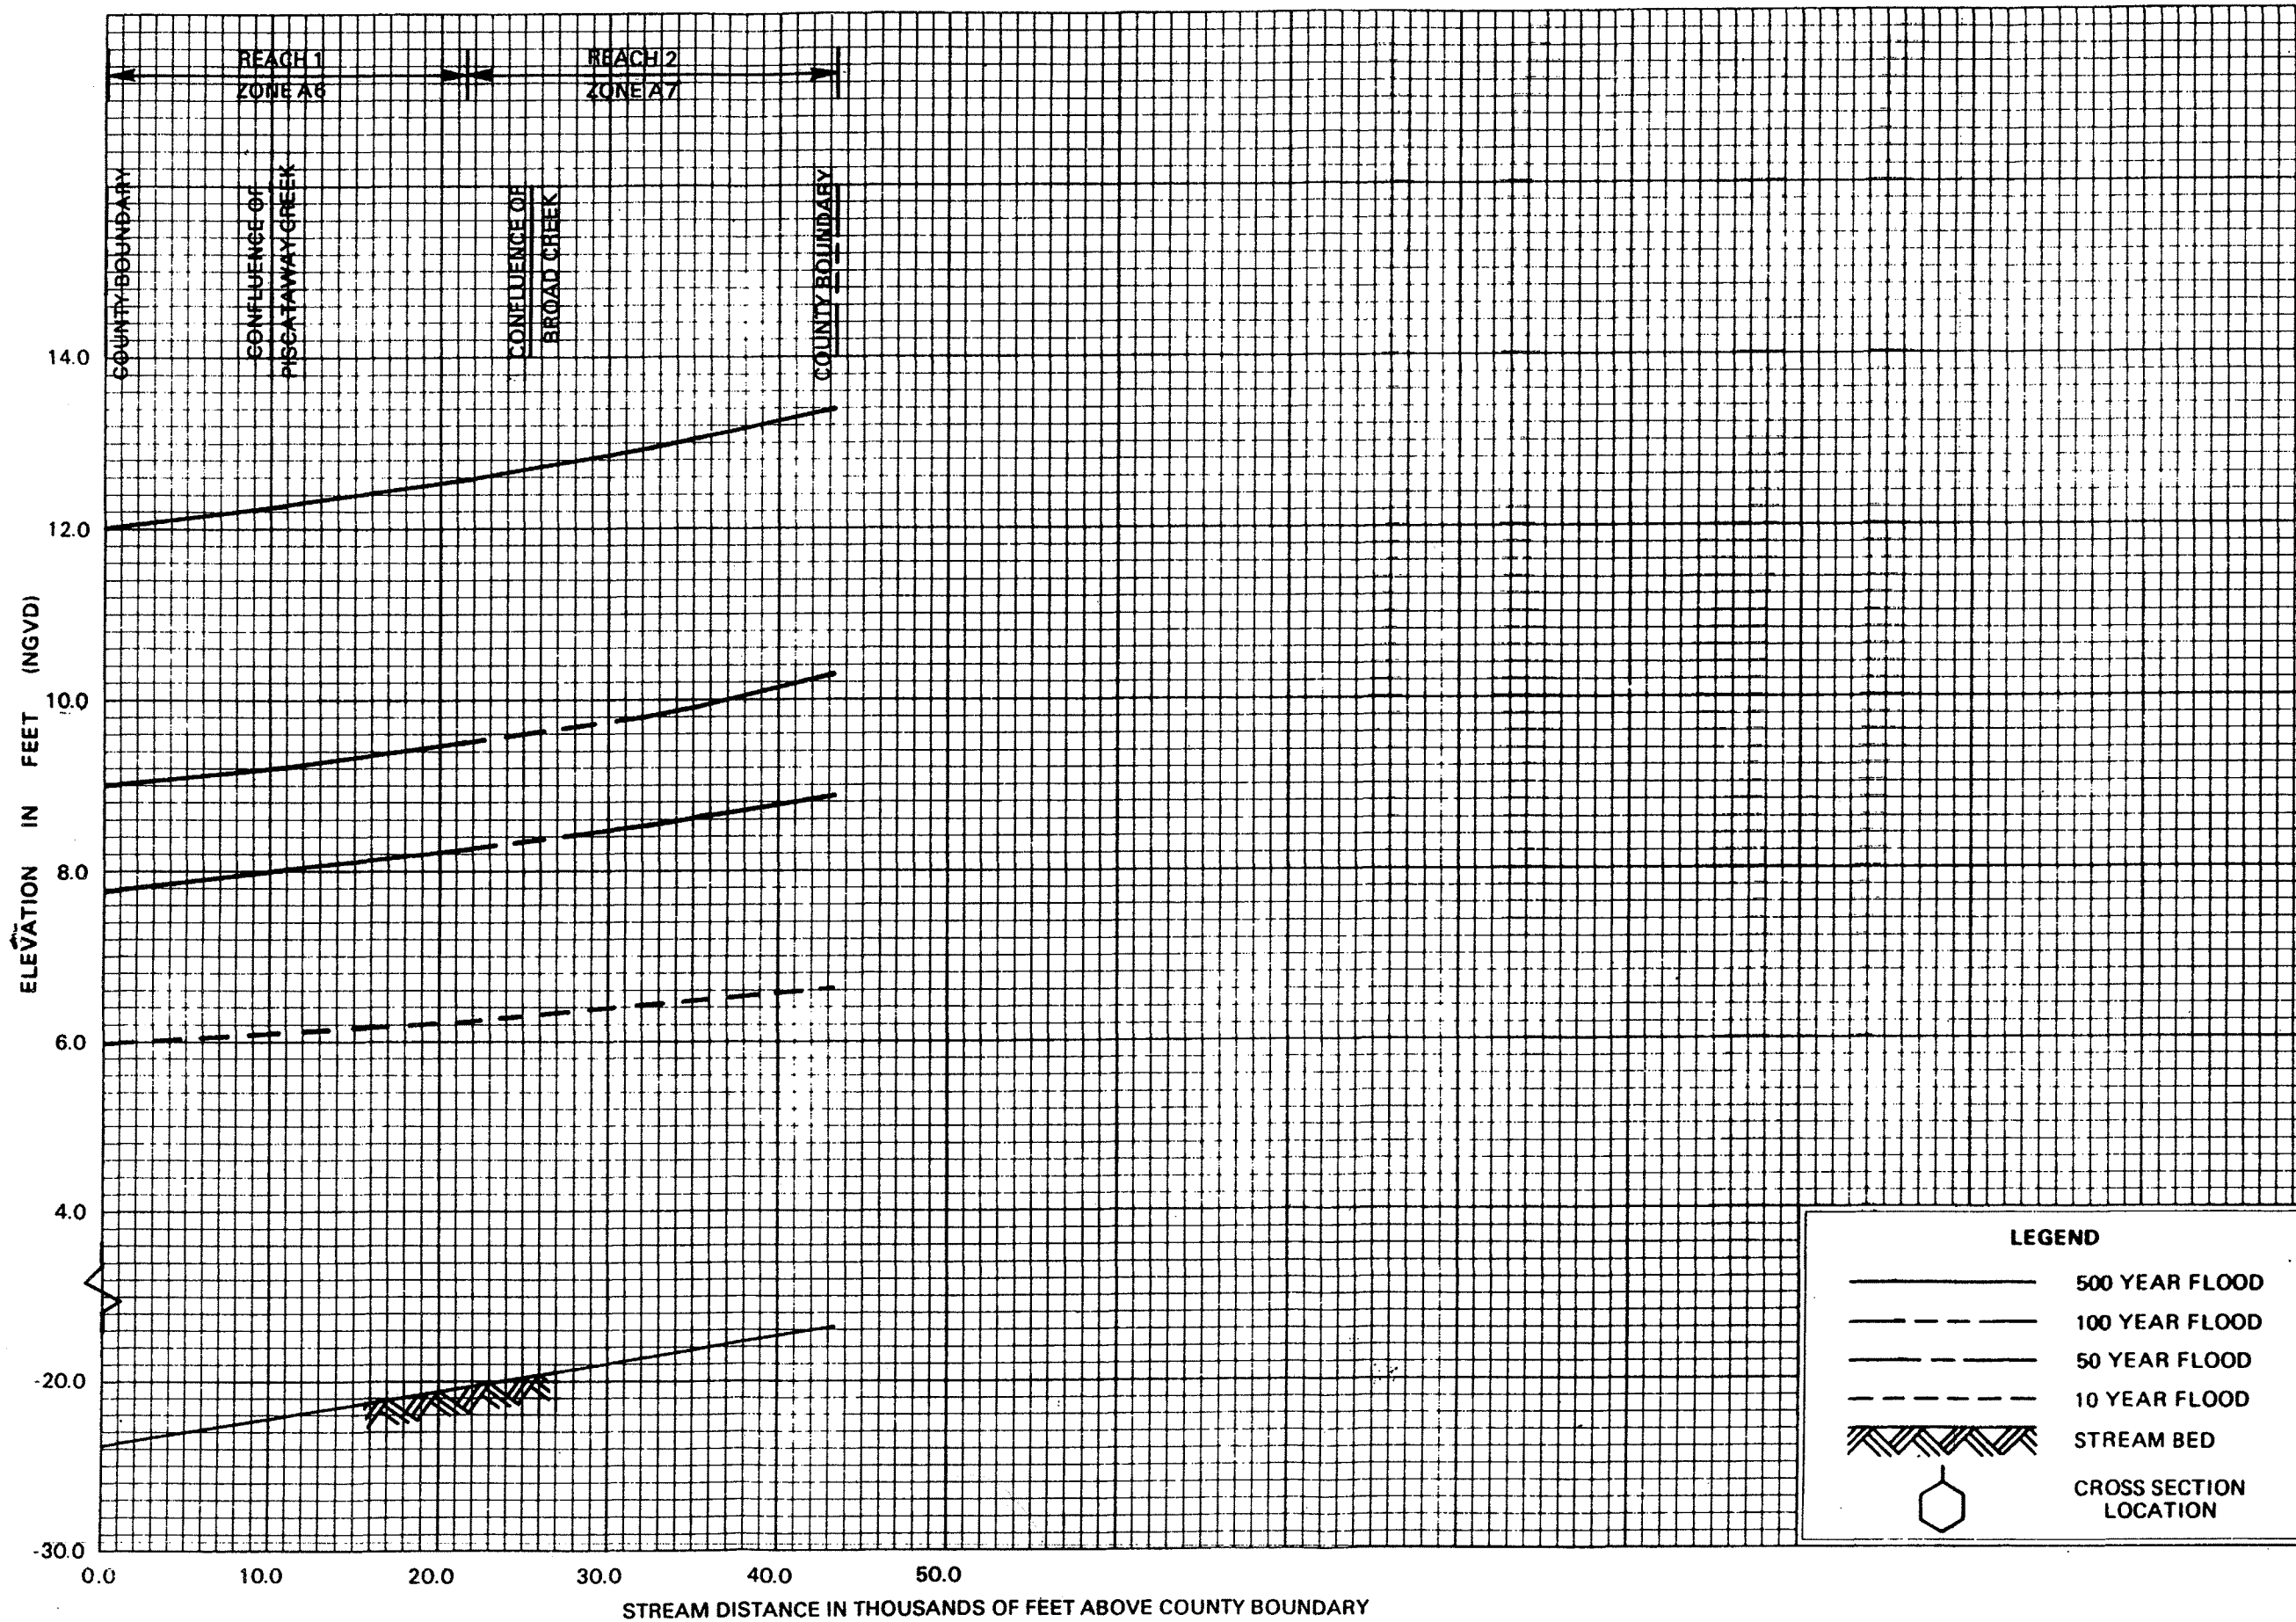 REACH 1
ZONE A6
REACH 2
ZONE A7
COUNTY BOUNDARY
CONFLUENCE OF
PISCATAWAY CREEK
CONFLUENCE OF
BROAD CREEK
COUNTY BOUNDARY
ELEVATION IN FEET (NGVD)
14.0
12.0
10.0
8.0
6.0
4.0
-20.0
-30.0
0.0 10.0 20.0 30.0 40.0 50.0
STREAM DISTANCE IN THOUSANDS OF FEET ABOVE COUNTY BOUNDARY
LEGEND
500 YEAR FLOOD
100 YEAR FLOOD
50 YEAR FLOOD
10 YEAR FLOOD
STREAM BED
CROSS SECTION
LOCATION